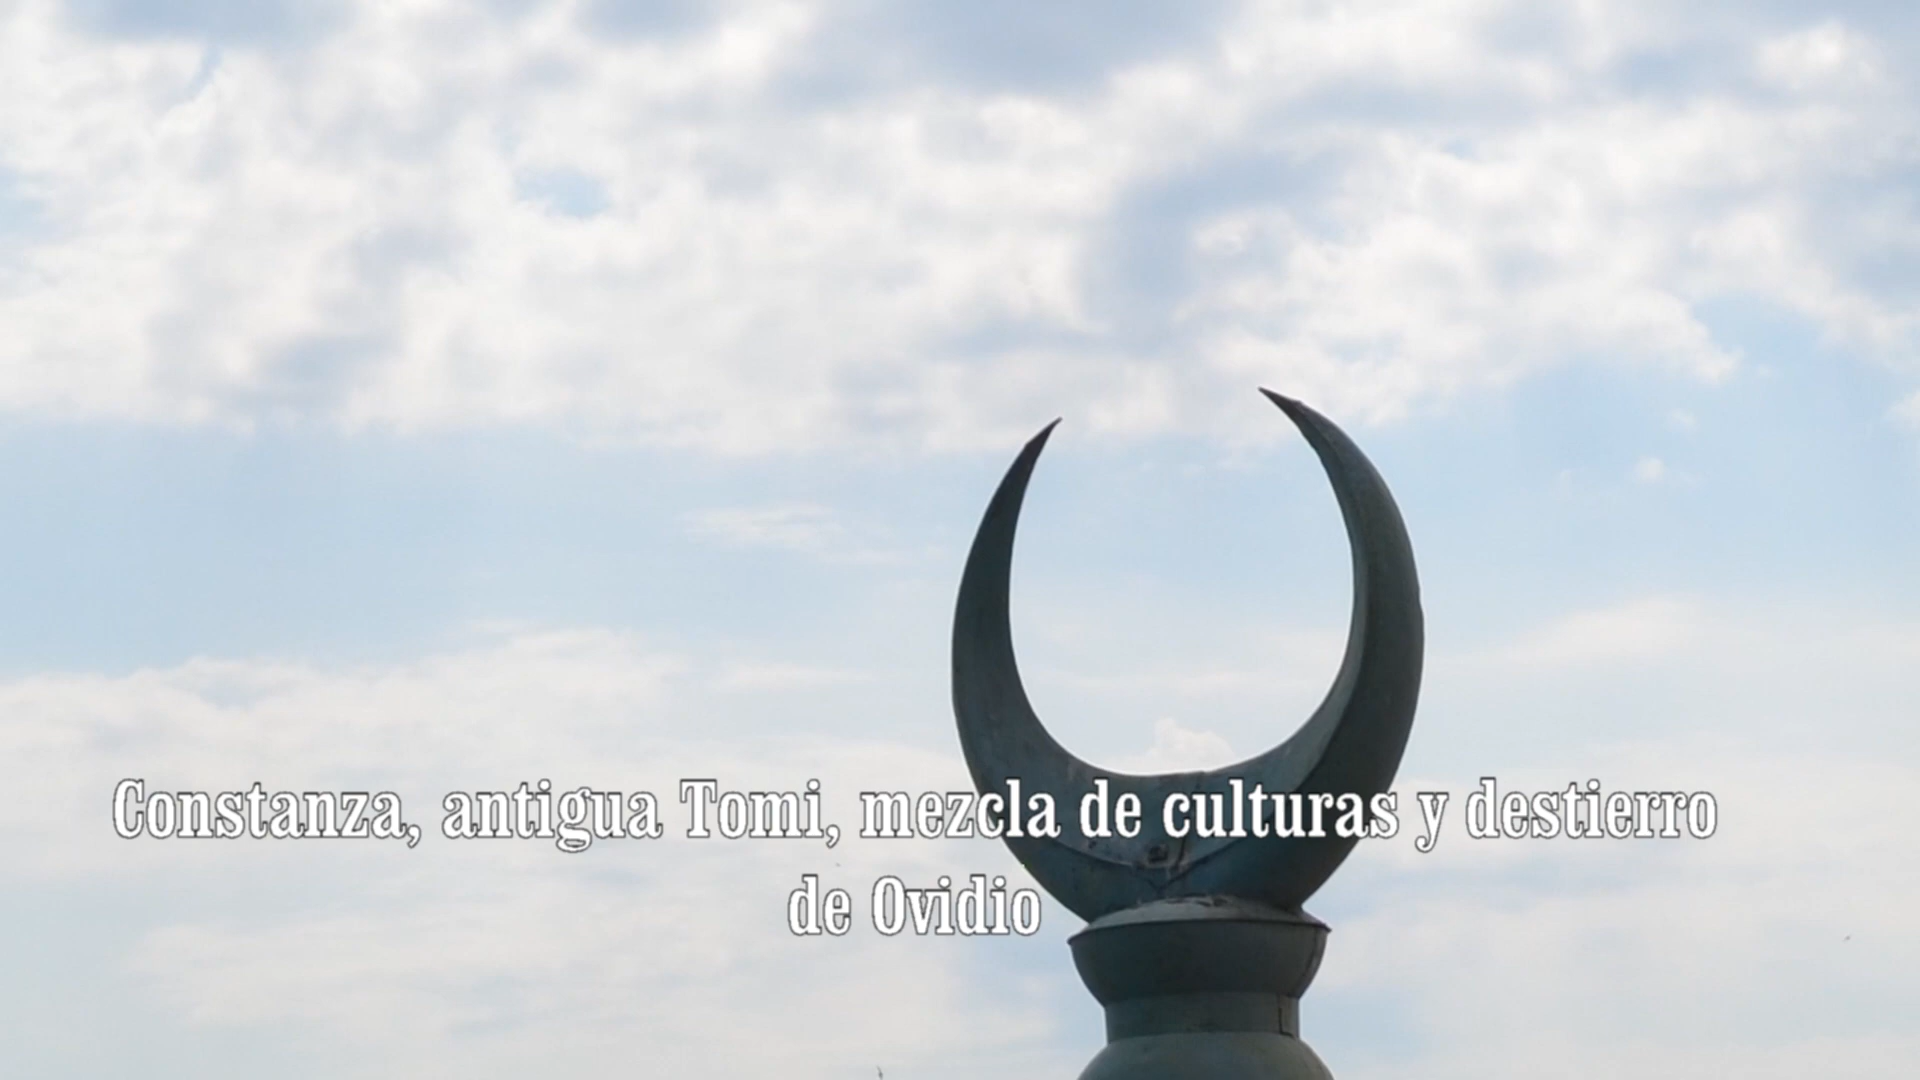 Constanza, antigua Tomi, mezcla de culturas y destierro
de Ovidio